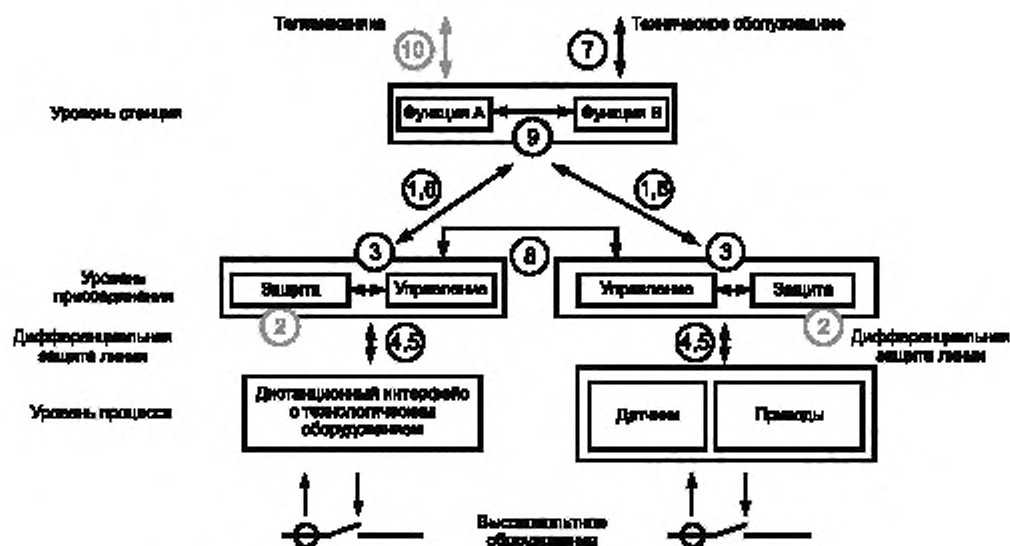 Телемеханика
Техническое обслуживание
10
7
Уровень станции
Функция А
Функция В
9
1,6
1,6
3
8
3
Уровень
присоединения
Защита
Управление
Управление
Защита
2
2
Дифференциальная
защита линии
4,5
4,5
Дифференциальная
защита линии
Уровень процесса
Дистанционный интерфейс
с технологическим
оборудованием
Датчики
Приводы
Высоковольтное
оборудование